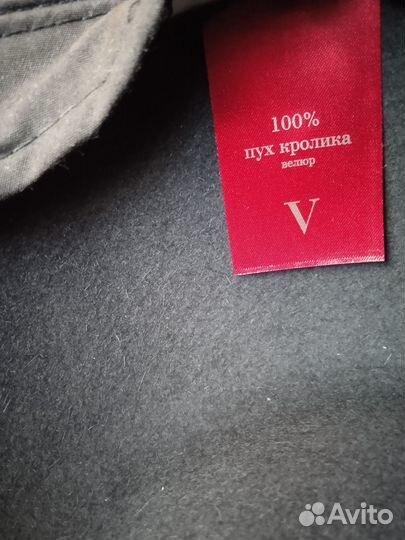 100%
пух кролика
велюр
V
Avito